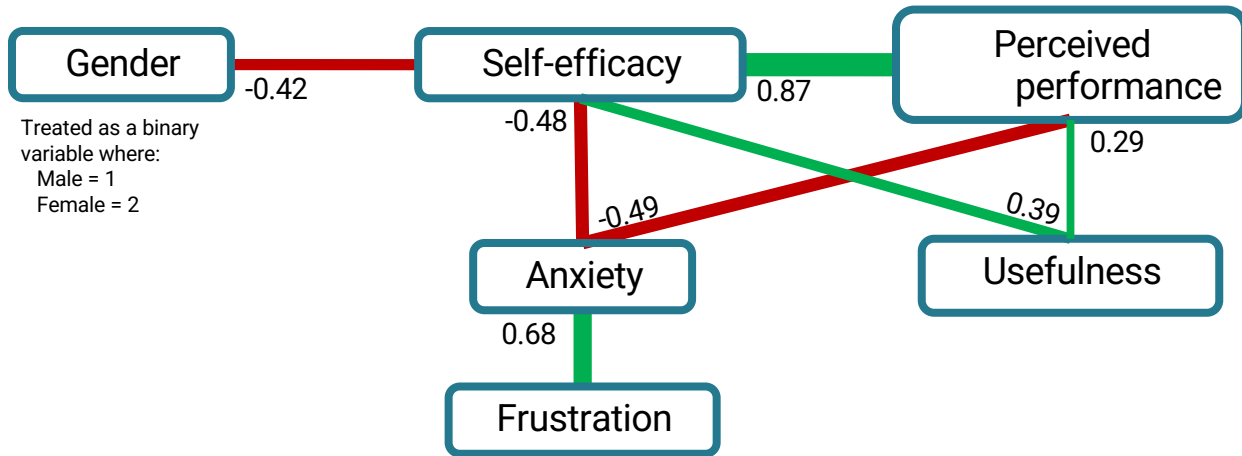 Gender
Self-efficacy
Perceived
performance
-0.42
0.87
-0.48
0.29
Treated as a binary
variable where:
Male = 1
Female = 2
-0.49
0.39
Anxiety
Usefulness
0.68
Frustration